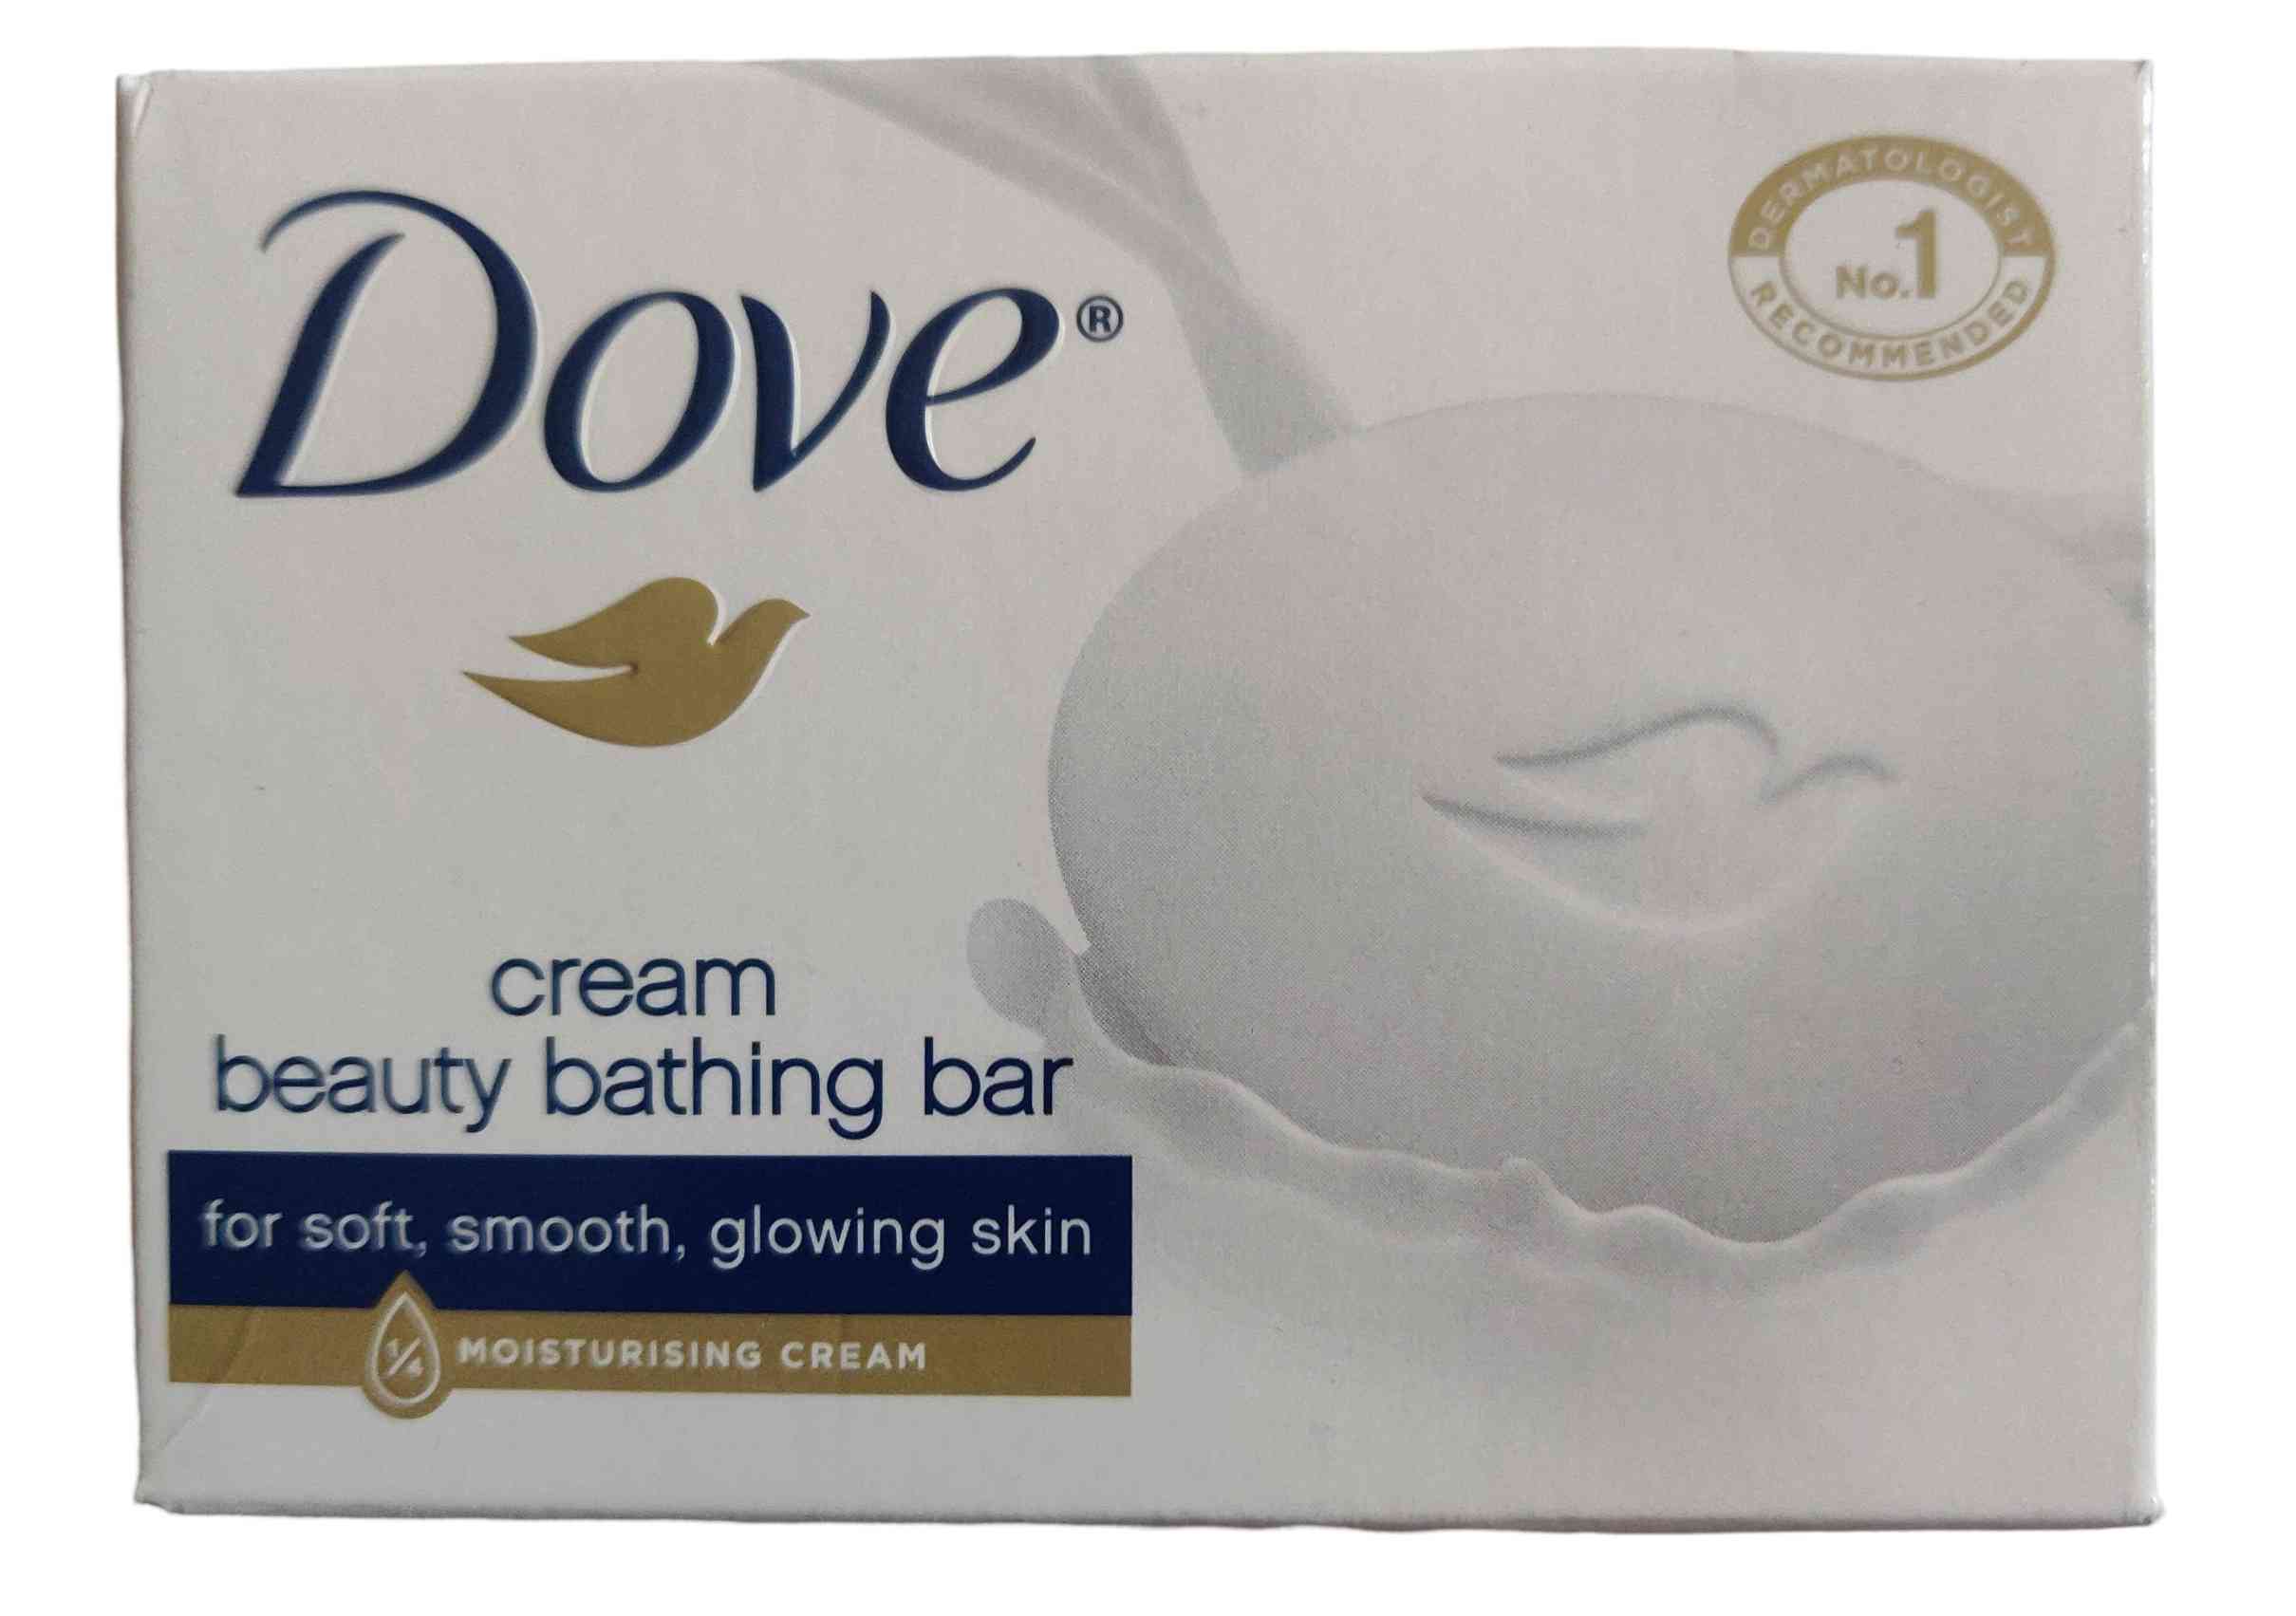 Dove®
DERMATOLOGIST
No.1
RECOMMENDED
cream
beauty bathing bar
for soft, smooth, glowing skin
1/4 MOISTURISING CREAM